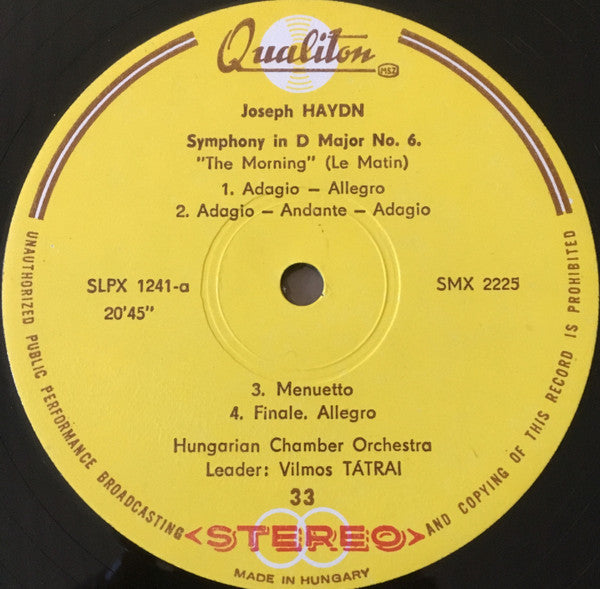 Qualiton
MSZ
Joseph HAYDN
Symphony in D Major No. 6.
"The Morning" (Le Matin)
1. Adagio – Allegro
2. Adagio – Andante – Adagio
SLPX 1241-a
20'45"
SMX 2225
3. Menuetto
4. Finale. Allegro
Hungarian Chamber Orchestra
Leader: Vilmos TÁTRAI
33
<STEREO>
UNAUTHORIZED PUBLIC PERFORMANCE BROADCASTING AND COPYING OF THIS RECORD IS PROHIBITED
MADE IN HUNGARY